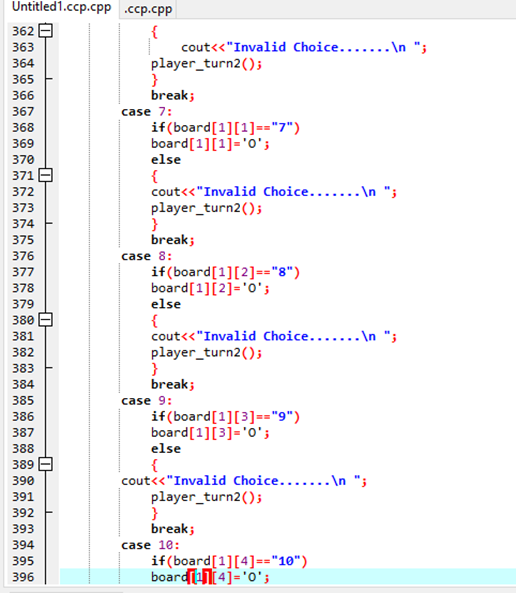 Untitled1.ccp.cpp .ccp.cpp
362 {
363 cout<<"Invalid Choice.......\n ";
364 player_turn2();
365 }
366 break;
367 case 7:
368 if(board[1][1]=="7")
369 board[1][1]='O';
370 else
371 {
372 cout<<"Invalid Choice.......\n ";
373 player_turn2();
374 }
375 break;
376 case 8:
377 if(board[1][2]=="8")
378 board[1][2]='O';
379 else
380 {
381 cout<<"Invalid Choice.......\n ";
382 player_turn2();
383 }
384 break;
385 case 9:
386 if(board[1][3]=="9")
387 board[1][3]='O';
388 else
389 {
390 cout<<"Invalid Choice.......\n ";
391 player_turn2();
392 }
393 break;
394 case 10:
395 if(board[1][4]=="10")
396 board[1][4]='O';